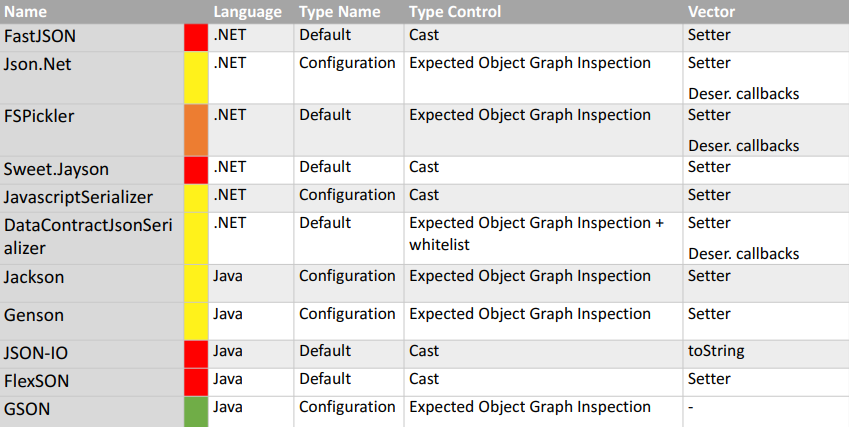 Name Language Type Name Type Control Vector
FastJSON .NET Default Cast Setter
Json.Net .NET Configuration Expected Object Graph Inspection Setter
Deser. callbacks
FSPickler .NET Default Expected Object Graph Inspection Setter
Deser. callbacks
Sweet.Jayson .NET Default Cast Setter
JavascriptSerializer .NET Configuration Cast Setter
DataContractJsonSeri .NET Default Expected Object Graph Inspection + Setter
alizer whitelist
Deser. callbacks
Jackson Java Configuration Expected Object Graph Inspection Setter
Genson Java Configuration Expected Object Graph Inspection Setter
JSON-IO Java Default Cast toString
FlexSON Java Default Cast Setter
GSON Java Configuration Expected Object Graph Inspection -